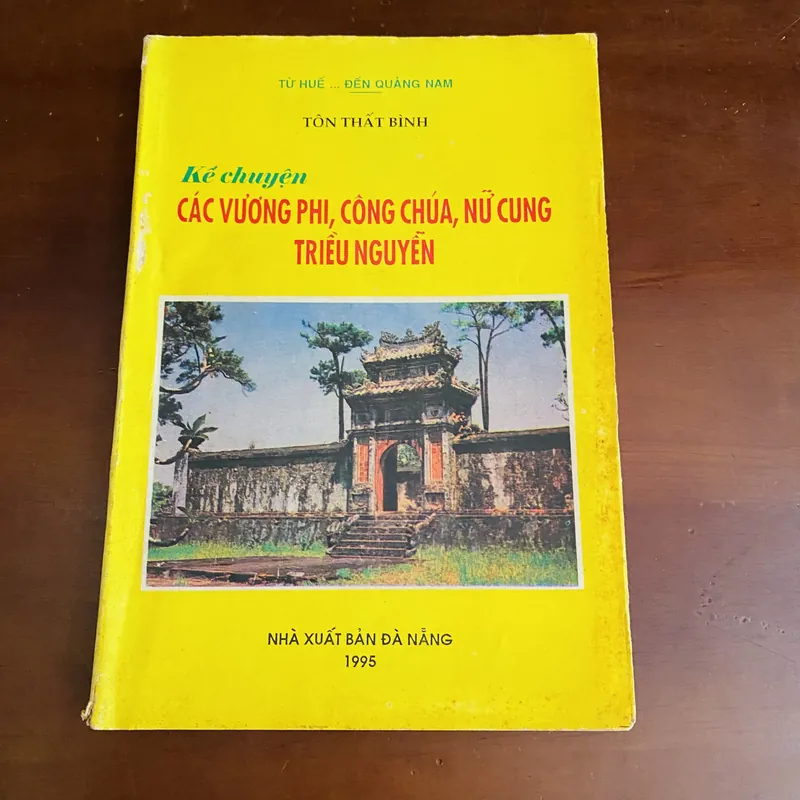 TỪ HUẾ ... ĐẾN QUẢNG NAM
TÔN THẤT BÌNH
Kể chuyện
CÁC VƯƠNG PHI, CÔNG CHÚA, NỮ CUNG
TRIỀU NGUYỄN
NHÀ XUẤT BẢN ĐÀ NẴNG
1995